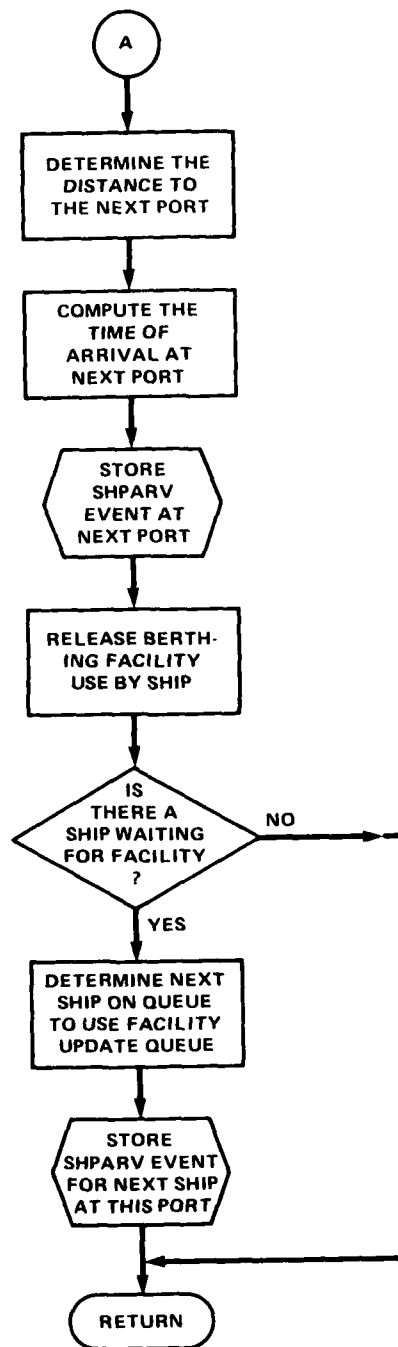 A
DETERMINE THE
DISTANCE TO
THE NEXT PORT
COMPUTE THE
TIME OF
ARRIVAL AT
NEXT PORT
STORE
SHPARV
EVENT AT
NEXT PORT
RELEASE BERTH-
ING FACILITY
USE BY SHIP
IS
THERE A
SHIP WAITING
FOR FACILITY
?
NO
YES
DETERMINE NEXT
SHIP ON QUEUE
TO USE FACILITY
UPDATE QUEUE
STORE
SHPARV EVENT
FOR NEXT SHIP
AT THIS PORT
RETURN